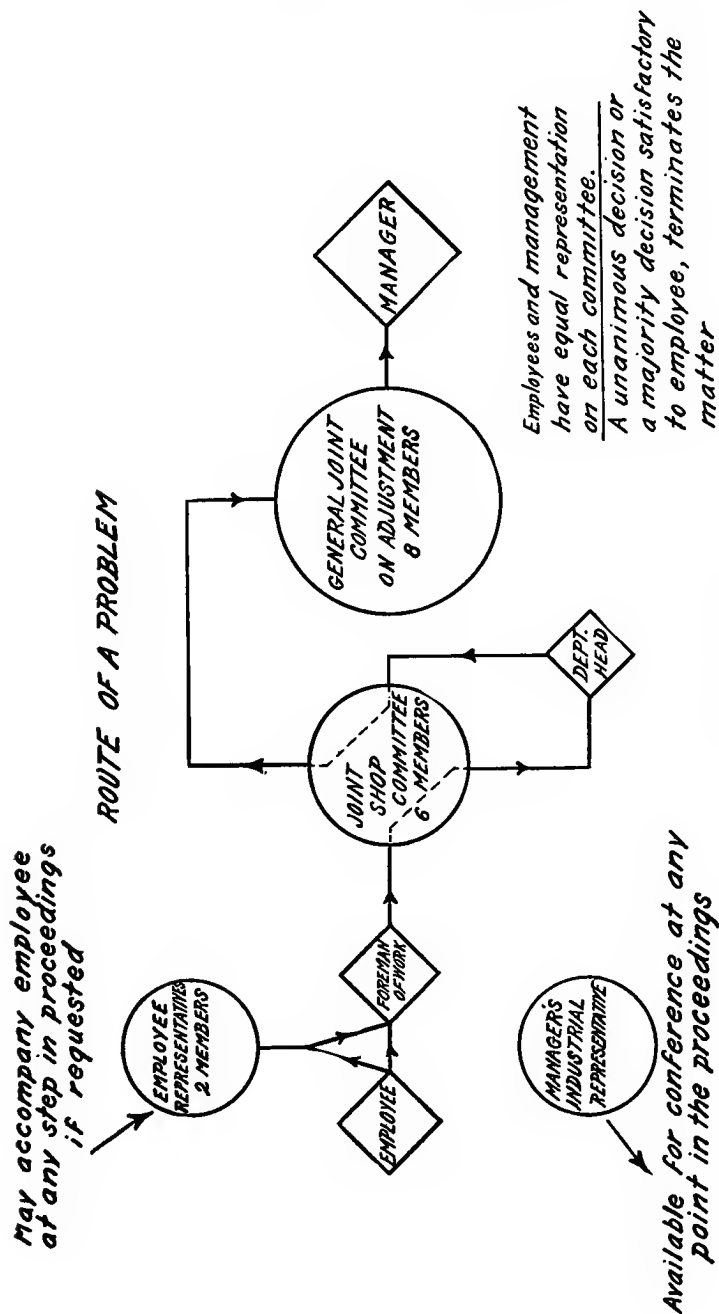 May accompany employee
at any step in proceedings
if requested
ROUTE OF A PROBLEM
EMPLOYEE
REPRESENTATIVES
2 MEMBERS
EMPLOYEE
FOREMAN
OF WORK
JOINT
SHOP
COMMITTEE
6 MEMBERS
DEPT.
HEAD
GENERAL JOINT
COMMITTEE
ON ADJUSTMENT
8 MEMBERS
MANAGER
MANAGER'S
INDUSTRIAL
REPRESENTATIVE
Available for conference at any
point in the proceedings
Employees and management
have equal representation
on each committee.
A unanimous decision or
a majority decision satisfactory
to employee, terminates the
matter